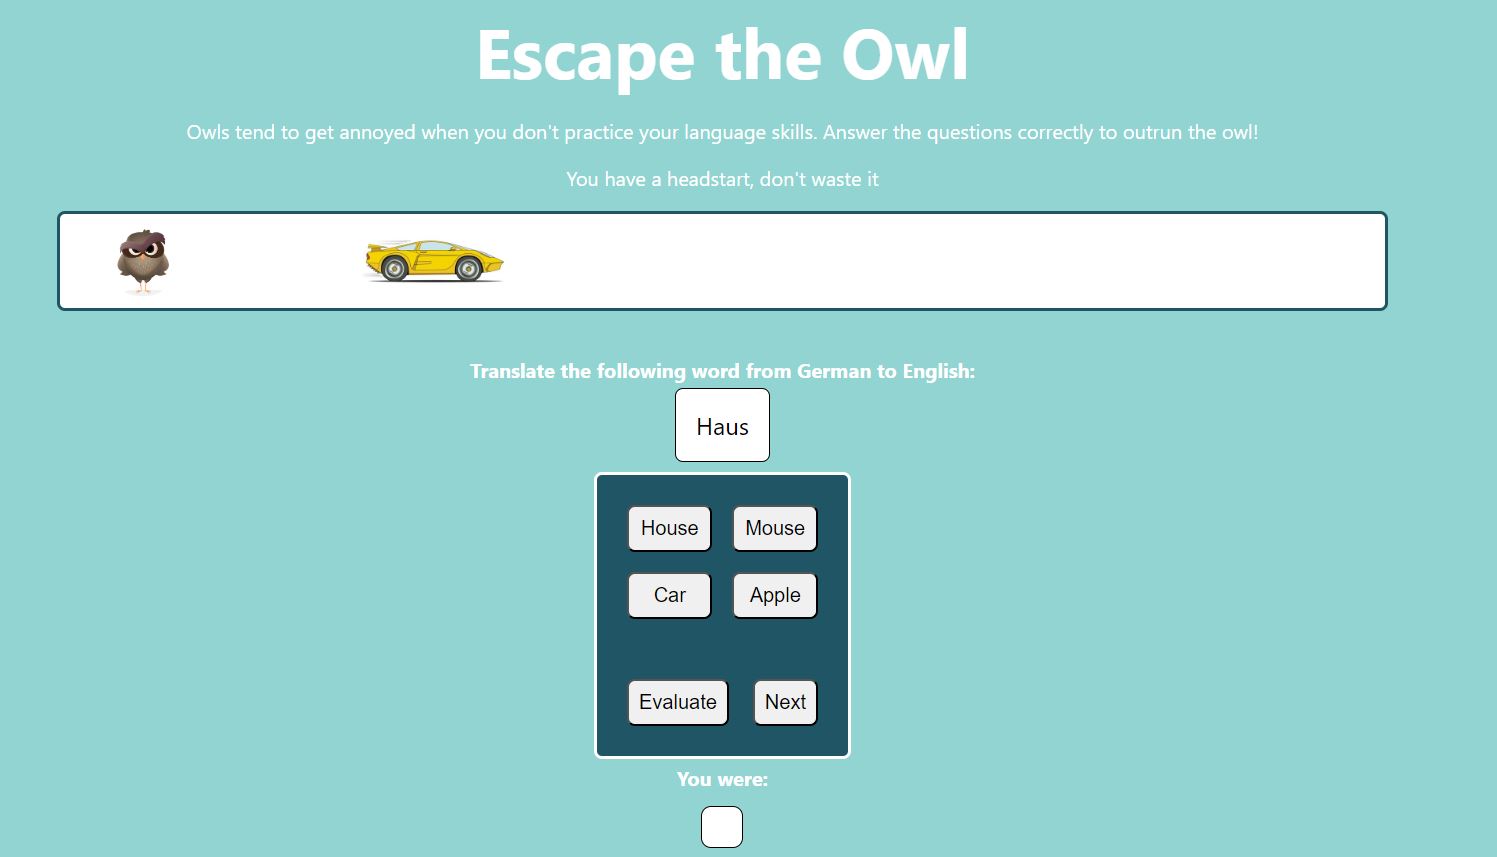 Escape the Owl
Owls tend to get annoyed when you don't practice your language skills. Answer the questions correctly to outrun the owl!
You have a headstart, don't waste it
Translate the following word from German to English:
Haus
House Mouse
Car Apple
Evaluate Next
You were: